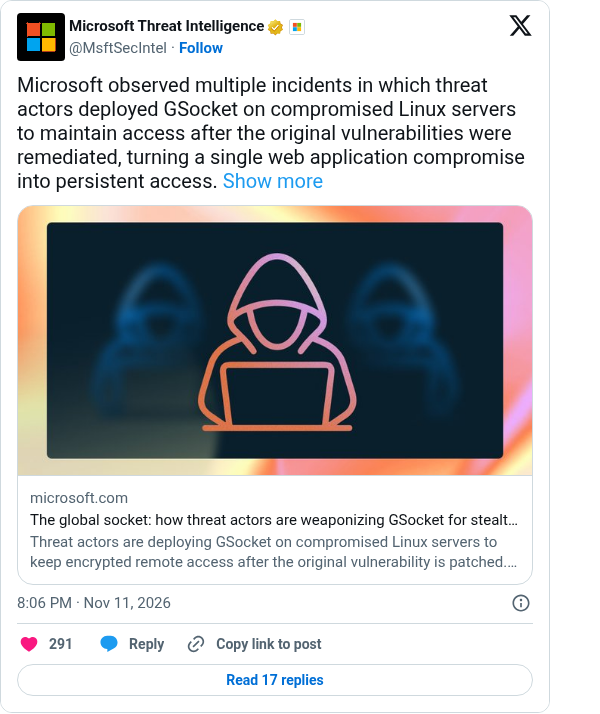 Microsoft Threat Intelligence
@MsftSecIntel · Follow
Microsoft observed multiple incidents in which threat
actors deployed GSocket on compromised Linux servers
to maintain access after the original vulnerabilities were
remediated, turning a single web application compromise
into persistent access. Show more
microsoft.com
The global socket: how threat actors are weaponizing GSocket for stealt…
Threat actors are deploying GSocket on compromised Linux servers to
keep encrypted remote access after the original vulnerability is patched.…
8:06 PM · Nov 11, 2026
291 Reply Copy link to post
Read 17 replies